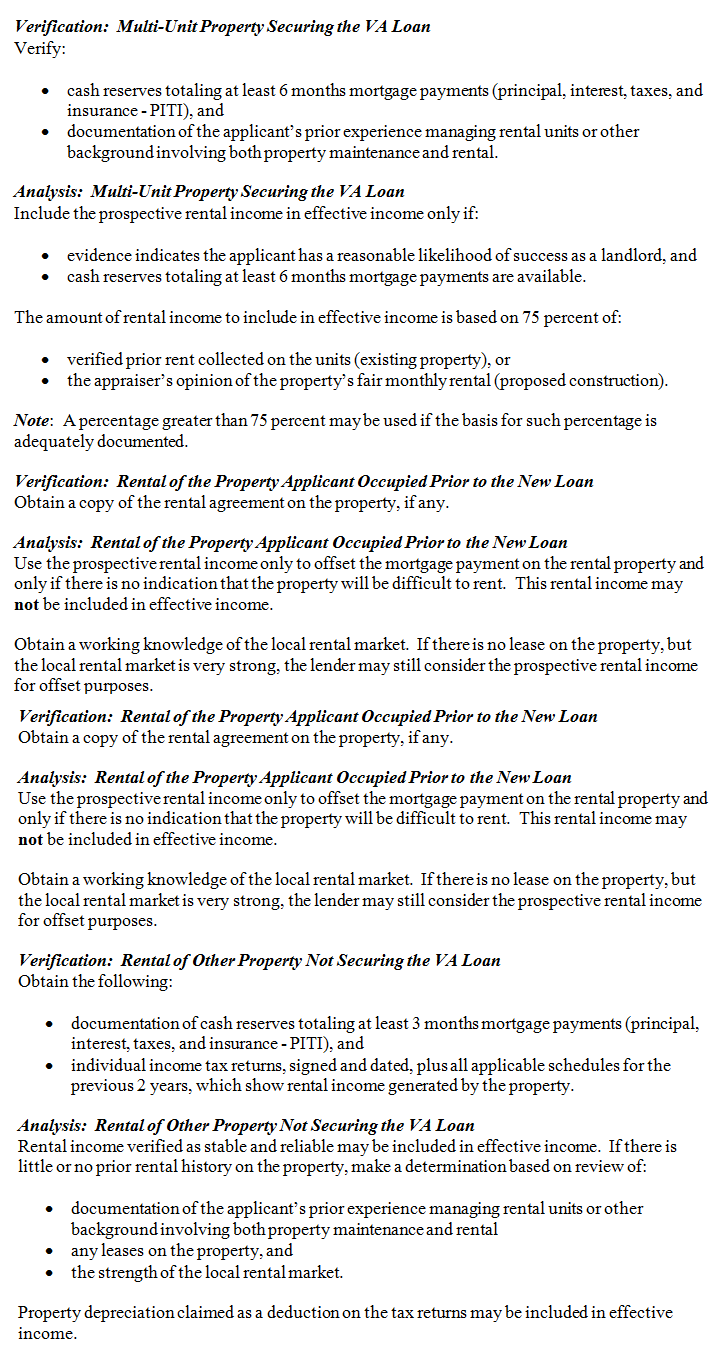 Verification: Multi-Unit Property Securing the VA Loan
Verify:
• cash reserves totaling at least 6 months mortgage payments (principal, interest, taxes, and
insurance - PITI), and
• documentation of the applicant's prior experience managing rental units or other
background involving both property maintenance and rental.
Analysis: Multi-Unit Property Securing the VA Loan
Include the prospective rental income in effective income only if:
• evidence indicates the applicant has a reasonable likelihood of success as a landlord, and
• cash reserves totaling at least 6 months mortgage payments are available.
The amount of rental income to include in effective income is based on 75 percent of:
• verified prior rent collected on the units (existing property), or
• the appraiser's opinion of the property's fair monthly rental (proposed construction).
Note: A percentage greater than 75 percent may be used if the basis for such percentage is
adequately documented.
Verification: Rental of the Property Applicant Occupied Prior to the New Loan
Obtain a copy of the rental agreement on the property, if any.
Analysis: Rental of the Property Applicant Occupied Prior to the New Loan
Use the prospective rental income only to offset the mortgage payment on the rental property and
only if there is no indication that the property will be difficult to rent. This rental income may
not be included in effective income.
Obtain a working knowledge of the local rental market. If there is no lease on the property, but
the local rental market is very strong, the lender may still consider the prospective rental income
for offset purposes.
Verification: Rental of the Property Applicant Occupied Prior to the New Loan
Obtain a copy of the rental agreement on the property, if any.
Analysis: Rental of the Property Applicant Occupied Prior to the New Loan
Use the prospective rental income only to offset the mortgage payment on the rental property and
only if there is no indication that the property will be difficult to rent. This rental income may
not be included in effective income.
Obtain a working knowledge of the local rental market. If there is no lease on the property, but
the local rental market is very strong, the lender may still consider the prospective rental income
for offset purposes.
Verification: Rental of Other Property Not Securing the VA Loan
Obtain the following:
• documentation of cash reserves totaling at least 3 months mortgage payments (principal,
interest, taxes, and insurance - PITI), and
• individual income tax returns, signed and dated, plus all applicable schedules for the
previous 2 years, which show rental income generated by the property.
Analysis: Rental of Other Property Not Securing the VA Loan
Rental income verified as stable and reliable may be included in effective income. If there is
little or no prior rental history on the property, make a determination based on review of:
• documentation of the applicant's prior experience managing rental units or other
background involving both property maintenance and rental
• any leases on the property, and
• the strength of the local rental market.
Property depreciation claimed as a deduction on the tax returns may be included in effective
income.